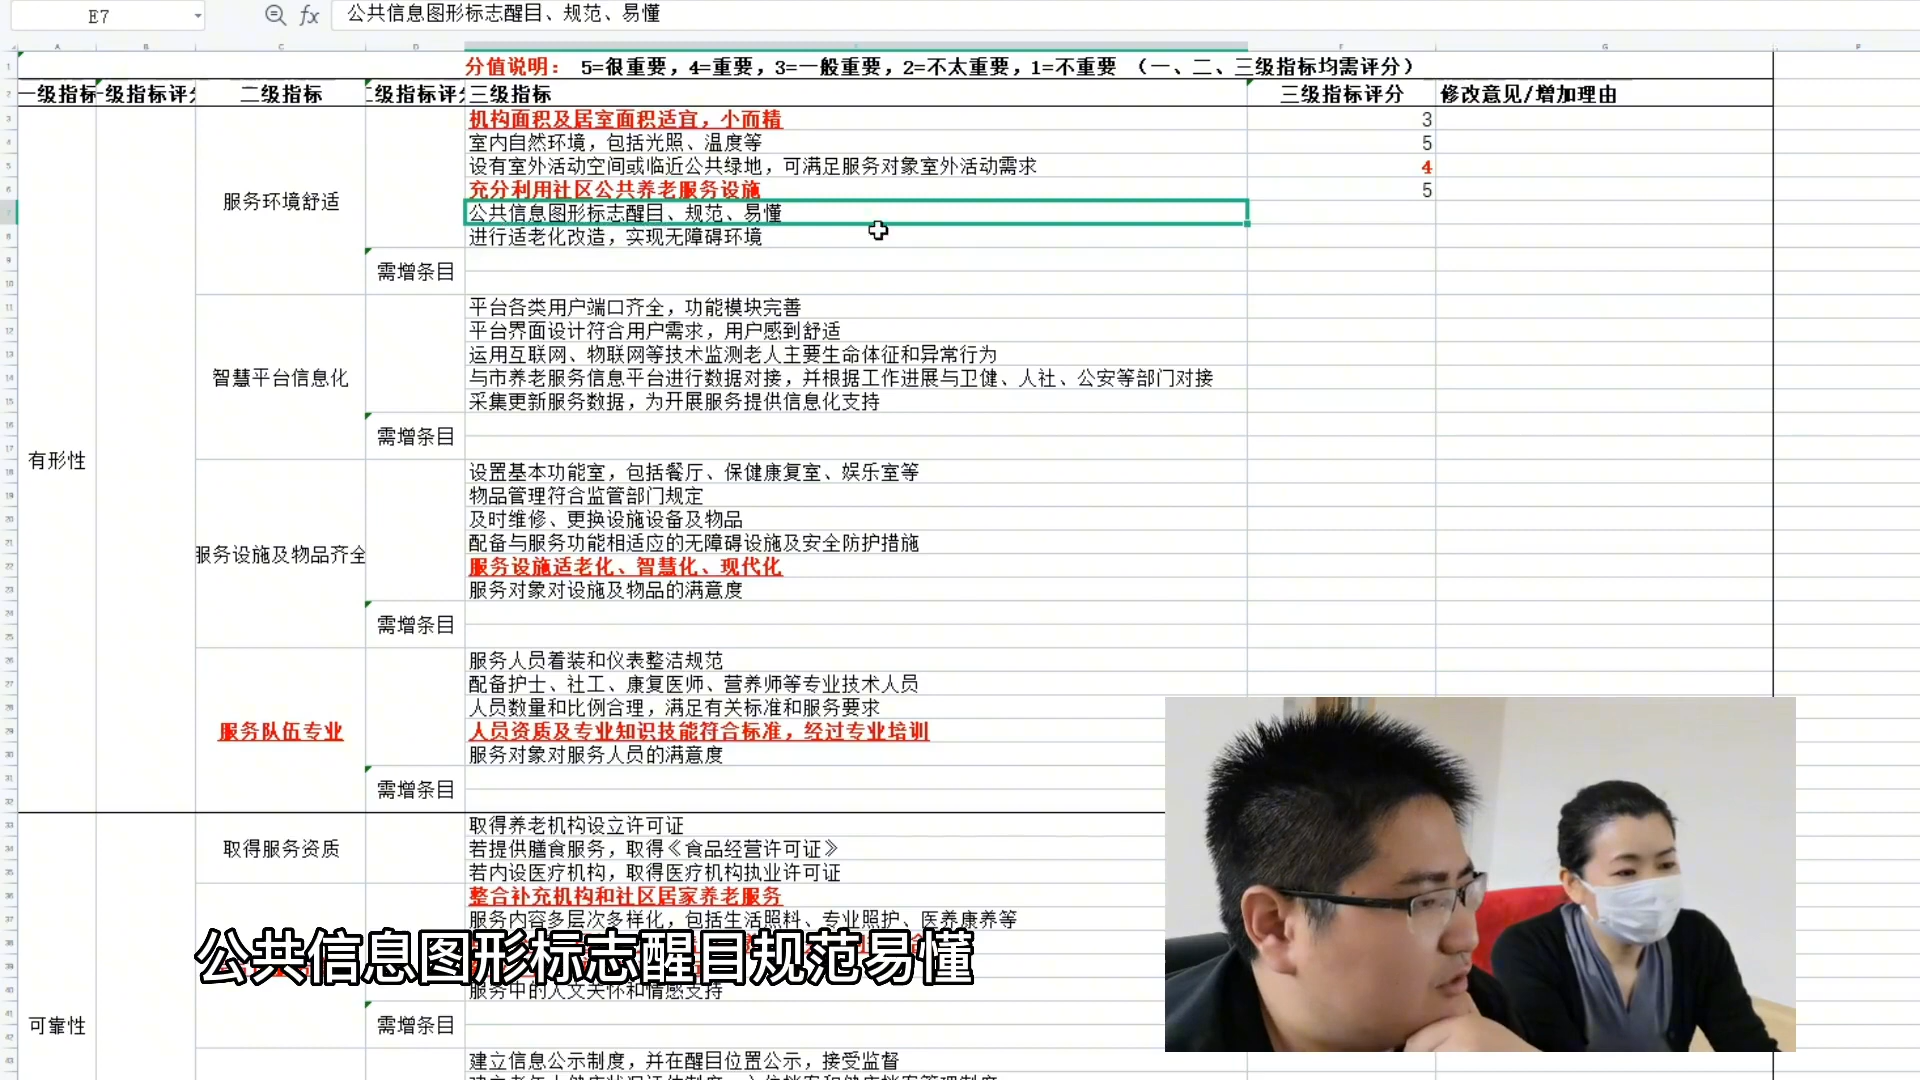 E7
fx
公共信息图形标志醒目、规范、易懂
分值说明： 5=很重要，4=重要，3=一般重要，2=不太重要，1=不重要 （一、二、三级指标均需评分）
一级指标 级指标评 二级指标 级指标评 三级指标 三级指标评分 修改意见/增加理由
机构面积及居室面积适宜，小而精 3
室内自然环境，包括光照、温度等 5
设有室外活动空间或临近公共绿地，可满足服务对象室外活动需求 4
充分利用社区公共养老服务设施 5
服务环境舒适
公共信息图形标志醒目、规范、易懂
进行适老化改造，实现无障碍环境
需增条目
平台各类用户端口齐全，功能模块完善
平台界面设计符合用户需求，用户感到舒适
运用互联网、物联网等技术监测老人主要生命体征和异常行为
智慧平台信息化
与市养老服务信息平台进行数据对接，并根据工作进展与卫健、人社、公安等部门对接
采集更新服务数据，为开展服务提供信息化支持
需增条目
有形性
设置基本功能室，包括餐厅、保健康复室、娱乐室等
物品管理符合监管部门规定
及时维修、更换设施设备及物品
配备与服务功能相适应的无障碍设施及安全防护措施
服务设施及物品齐全
服务设施适老化、智慧化、现代化
服务对象对设施及物品的满意度
需增条目
服务人员着装和仪表整洁规范
配备护士、社工、康复医师、营养师等专业技术人员
人员数量和比例合理，满足有关标准和服务要求
服务队伍专业
人员资质及专业知识技能符合标准，经过专业培训
服务对象对服务人员的满意度
需增条目
取得养老机构设立许可证
取得服务资质
若提供膳食服务，取得《食品经营许可证》
若内设医疗机构，取得医疗机构执业许可证
整合补充机构和社区居家养老服务
服务内容多层次多样化，包括生活照料、专业照护、医养康养等
公共信息图形标志醒目规范易懂
服务中的人文关怀和情感支持
可靠性
需增条目
建立信息公示制度，并在醒目位置公示，接受监督